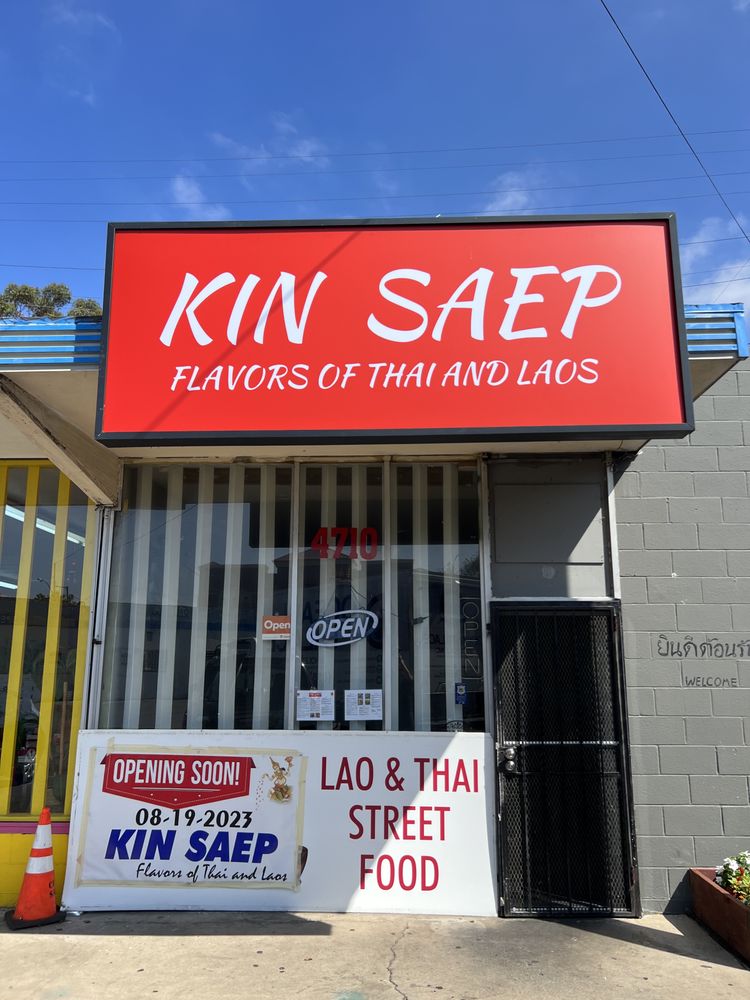 KIN SAEP
FLAVORS OF THAI AND LAOS
4710
Open
OPEN
OPEN
ยินดีต้อนรับ
WELCOME
OPENING SOON!
08-19-2023
KIN SAEP
Flavors of Thai and Laos
LAO & THAI
STREET
FOOD